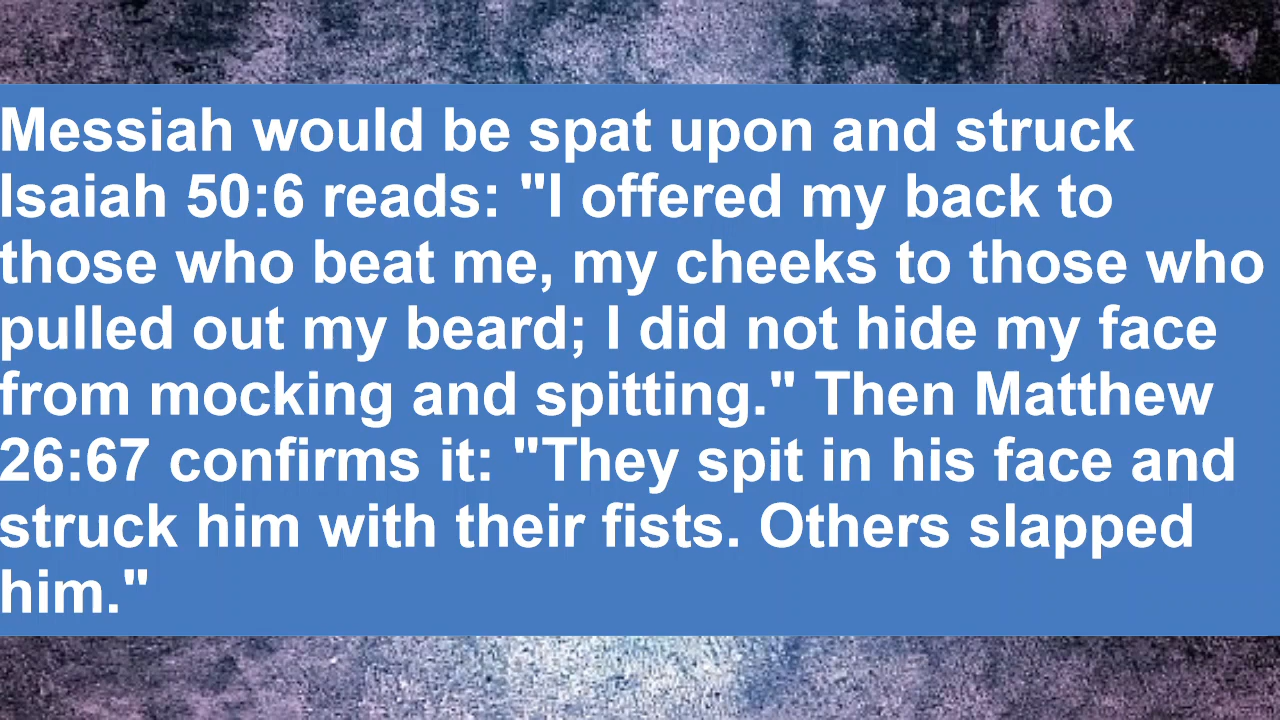 Messiah would be spat upon and struck
Isaiah 50:6 reads: "I offered my back to
those who beat me, my cheeks to those who
pulled out my beard; I did not hide my face
from mocking and spitting." Then Matthew
26:67 confirms it: "They spit in his face and
struck him with their fists. Others slapped
him."